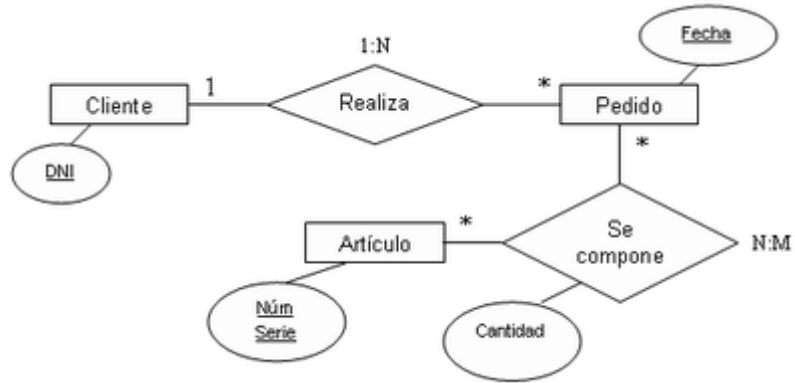 Fecha
1:N
Cliente
1
Realiza
*
Pedido
DNI
*
Artículo
*
Se
compone
N:M
Núm
Serie
Cantidad